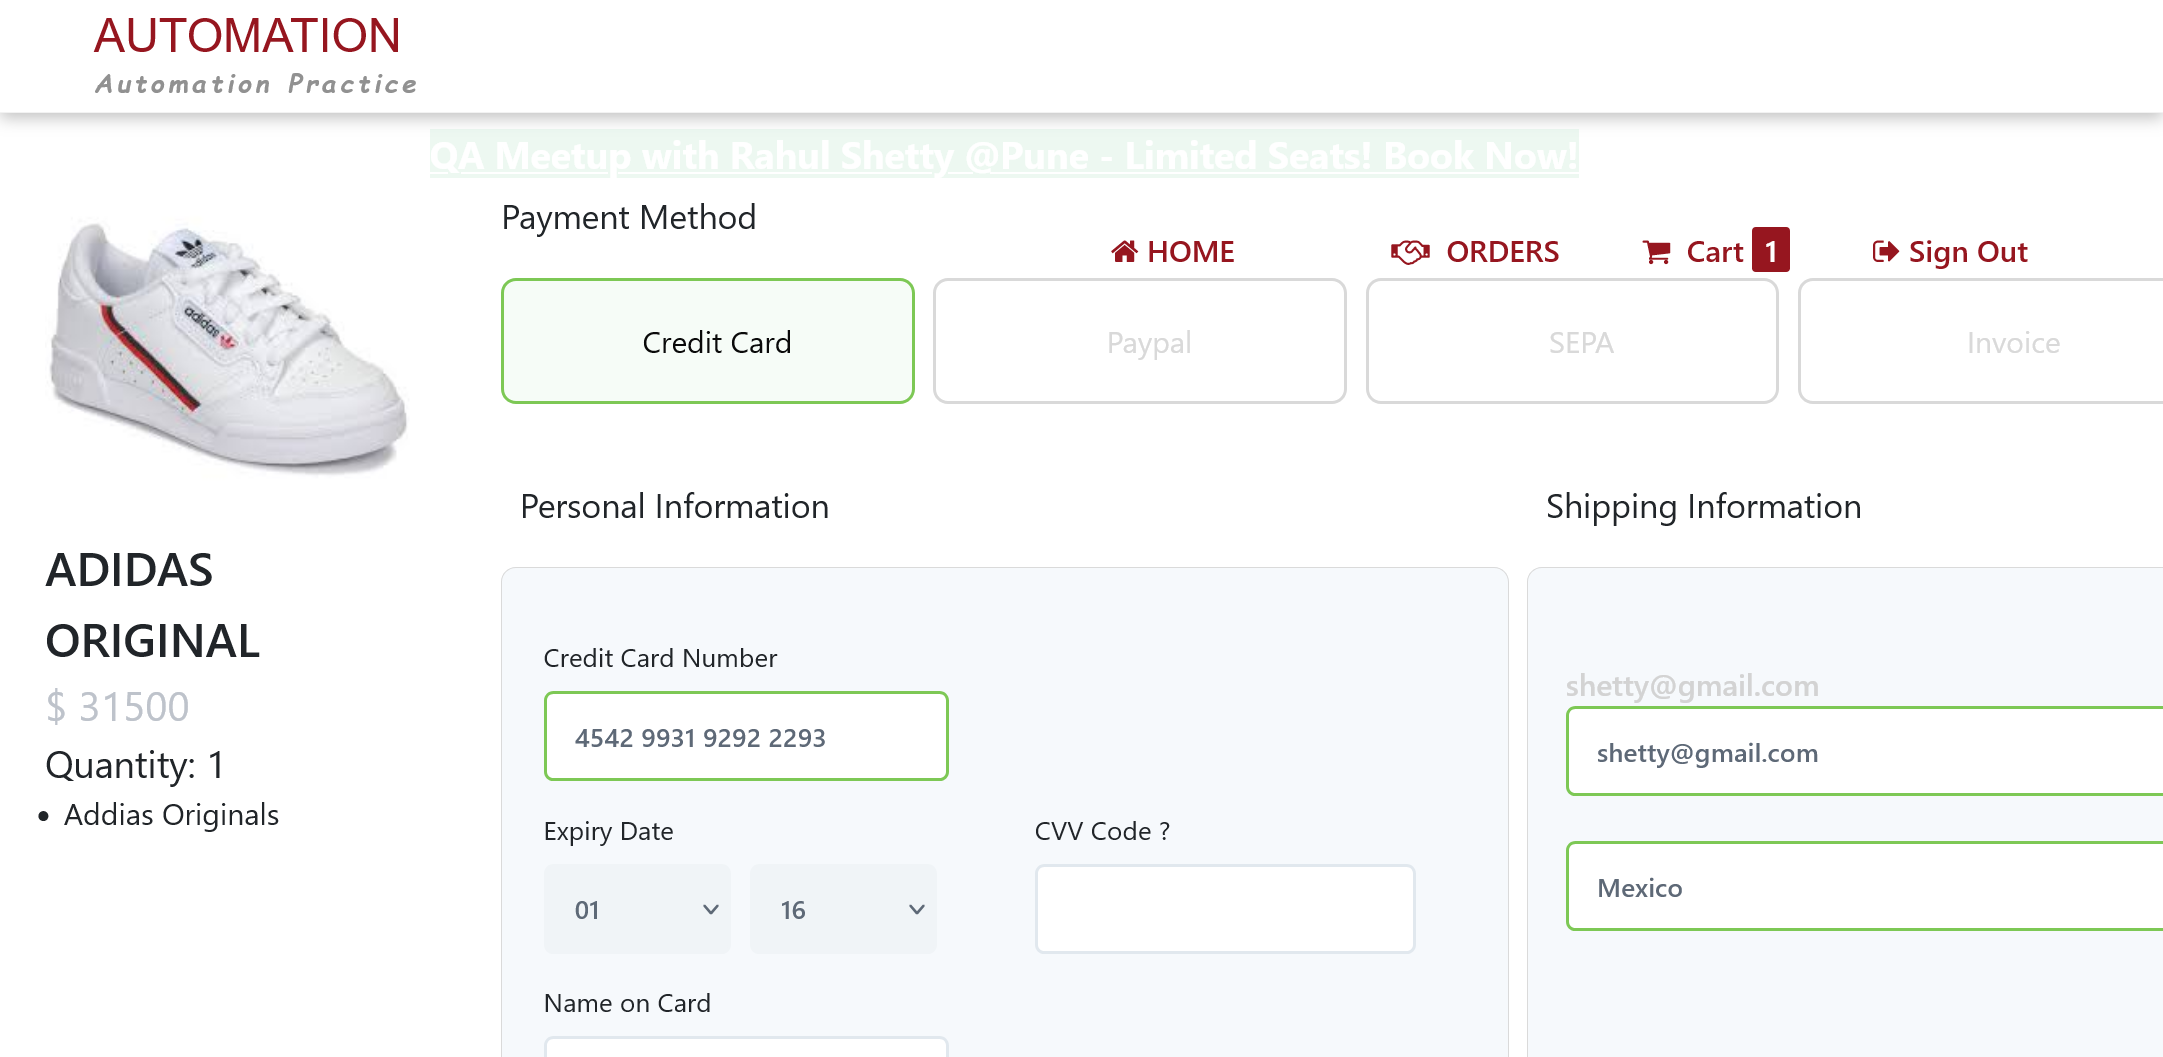 AUTOMATION
Automation Practice
QA Meetup with Rahul Shetty @Pune - Limited Seats! Book Now!
Payment Method
HOME
ORDERS
Cart 1
Sign Out
Credit Card
Paypal
SEPA
Invoice
adidas
adidas
ADIDAS
ORIGINAL
$ 31500
Quantity: 1
Addias Originals
Personal Information
Shipping Information
Credit Card Number
4542 9931 9292 2293
Expiry Date
CVV Code ?
01
16
Name on Card
shetty@gmail.com
shetty@gmail.com
Mexico